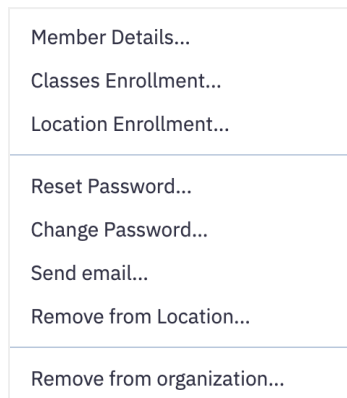 Member Details...
Classes Enrollment...
Location Enrollment...
Reset Password...
Change Password...
Send email...
Remove from Location...
Remove from organization...